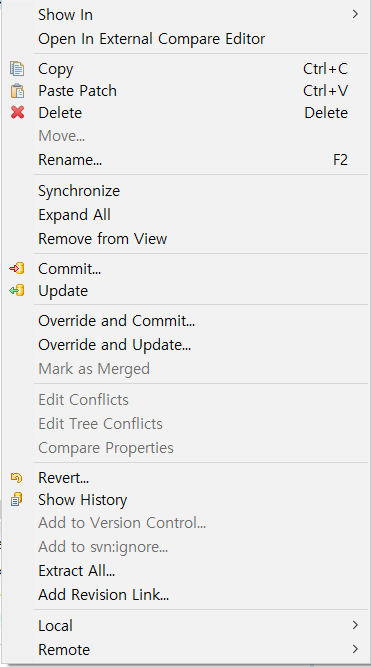 Show In
Open In External Compare Editor
Copy Ctrl+C
Paste Patch Ctrl+V
Delete Delete
Move...
Rename... F2
Synchronize
Expand All
Remove from View
Commit...
Update
Override and Commit...
Override and Update...
Mark as Merged
Edit Conflicts
Edit Tree Conflicts
Compare Properties
Revert...
Show History
Add to Version Control...
Add to svn:ignore...
Extract All...
Add Revision Link...
Local
Remote